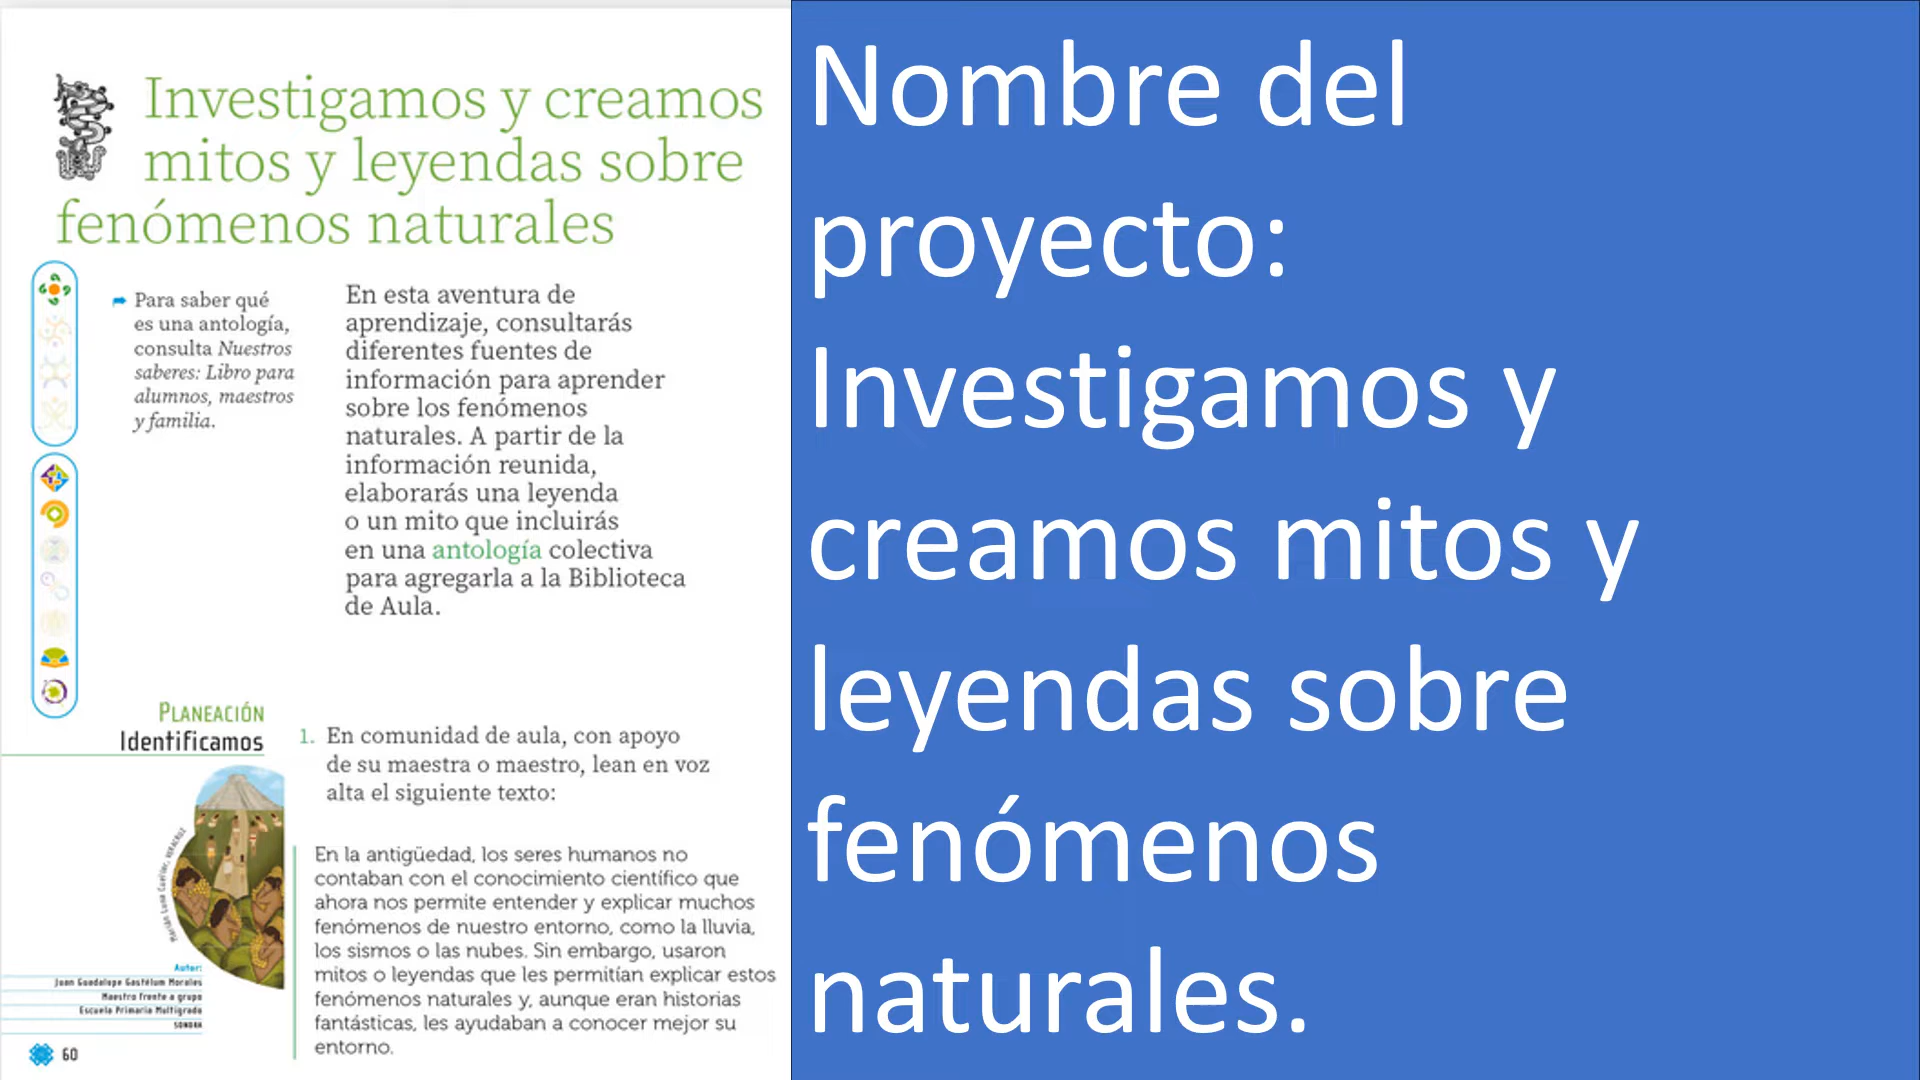 Investigamos y creamos
mitos y leyendas sobre
fenómenos naturales
Para saber qué
es una antología,
consulta Nuestros
saberes: Libro para
alumnos, maestros
y familia.
En esta aventura de
aprendizaje, consultarás
diferentes fuentes de
información para aprender
sobre los fenómenos
naturales. A partir de la
información reunida,
elaborarás una leyenda
o un mito que incluirás
en una antología colectiva
para agregarla a la Biblioteca
de Aula.
PLANEACIÓN
Identificamos
1. En comunidad de aula, con apoyo
de su maestra o maestro, lean en voz
alta el siguiente texto:
En la antigüedad, los seres humanos no
contaban con el conocimiento científico que
ahora nos permite entender y explicar muchos
fenómenos de nuestro entorno, como la lluvia,
los sismos o las nubes. Sin embargo, usaron
mitos o leyendas que les permitían explicar estos
fenómenos naturales y, aunque eran historias
fantásticas, les ayudaban a conocer mejor su
entorno.
Marián Luna Cuéllar, VERACRUZ
Autor:
Juan Guadalupe Gastélum Morales
Maestro frente a grupo
Escuela Primaria Multigrado
SONORA
60
Nombre del
proyecto:
Investigamos y
creamos mitos y
leyendas sobre
fenómenos
naturales.